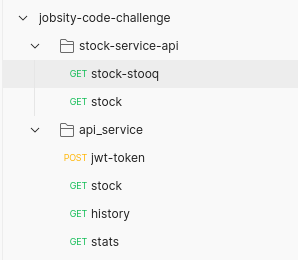 jobsity-code-challenge
stock-service-api
GET stock-stooq
GET stock
api_service
POST jwt-token
GET stock
GET history
GET stats